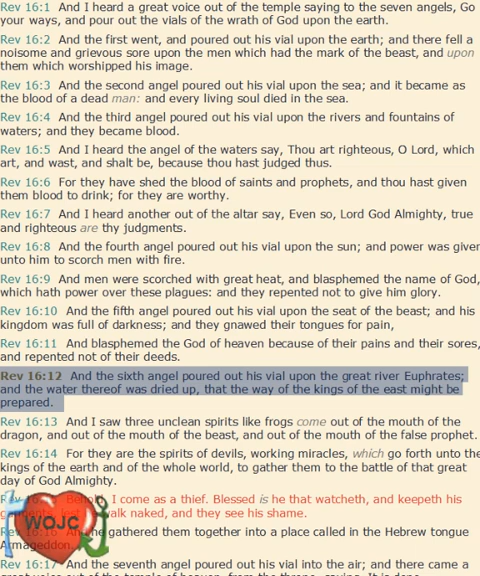 Rev 16:1 And I heard a great voice out of the temple saying to the seven angels, Go
your ways, and pour out the vials of the wrath of God upon the earth.
Rev 16:2 And the first went, and poured out his vial upon the earth; and there fell a
noisome and grievous sore upon the men which had the mark of the beast, and upon
them which worshipped his image.
Rev 16:3 And the second angel poured out his vial upon the sea; and it became as
the blood of a dead man: and every living soul died in the sea.
Rev 16:4 And the third angel poured out his vial upon the rivers and fountains of
waters; and they became blood.
Rev 16:5 And I heard the angel of the waters say, Thou art righteous, O Lord, which
art, and wast, and shalt be, because thou hast judged thus.
Rev 16:6 For they have shed the blood of saints and prophets, and thou hast given
them blood to drink; for they are worthy.
Rev 16:7 And I heard another out of the altar say, Even so, Lord God Almighty, true
and righteous are thy judgments.
Rev 16:8 And the fourth angel poured out his vial upon the sun; and power was given
unto him to scorch men with fire.
Rev 16:9 And men were scorched with great heat, and blasphemed the name of God,
which hath power over these plagues: and they repented not to give him glory.
Rev 16:10 And the fifth angel poured out his vial upon the seat of the beast; and his
kingdom was full of darkness; and they gnawed their tongues for pain,
Rev 16:11 And blasphemed the God of heaven because of their pains and their sores,
and repented not of their deeds.
Rev 16:12 And the sixth angel poured out his vial upon the great river Euphrates;
and the water thereof was dried up, that the way of the kings of the east might be
prepared.
Rev 16:13 And I saw three unclean spirits like frogs come out of the mouth of the
dragon, and out of the mouth of the beast, and out of the mouth of the false prophet.
Rev 16:14 For they are the spirits of devils, working miracles, which go forth unto the
kings of the earth and of the whole world, to gather them to the battle of that great
day of God Almighty.
I come as a thief. Blessed is he that watcheth, and keepeth his
walk naked, and they see his shame.
WOJC
he gathered them together into a place called in the Hebrew tongue
Armageddon.
Rev 16:17 And the seventh angel poured out his vial into the air; and there came a